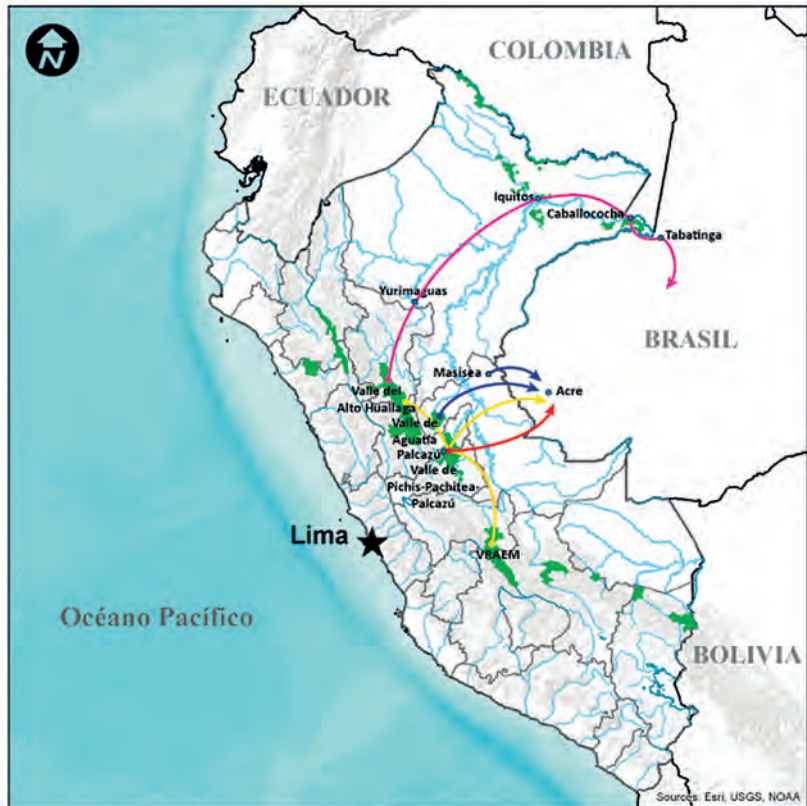 N
COLOMBIA
ECUADOR
Iquitos
Caballococha
Tabatinga
Yurimaguas
BRASIL
Masisea
Acre
Valle del
Alto Huallaga
Valle de
Aguatía
Palcazú
Valle de
Pichis-Pachitea-
Palcazú
Lima
VRAEM
Océano Pacífico
BOLIVIA
Sources: Esri, USGS, NOAA